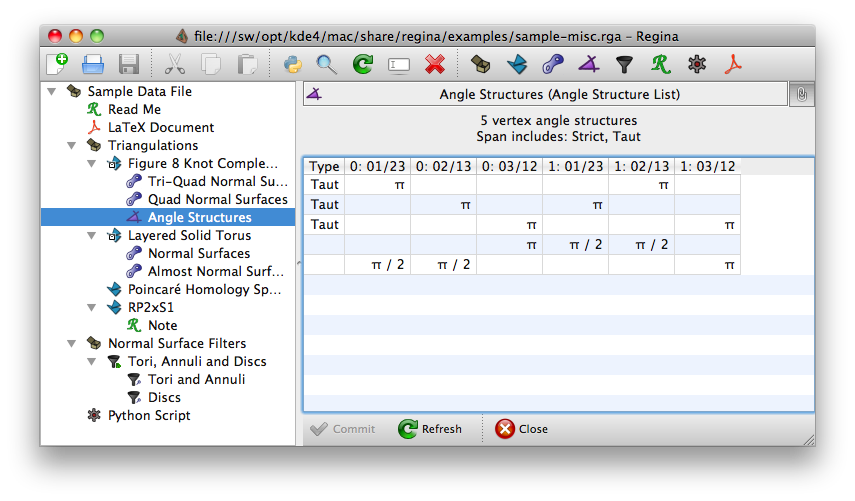 file:///sw/opt/kde4/mac/share/regina/examples/sample-misc.rga – Regina
Sample Data File
Read Me
LaTeX Document
Triangulations
Figure 8 Knot Comple...
Tri-Quad Normal Su...
Quad Normal Surfaces
Angle Structures
Layered Solid Torus
Normal Surfaces
Almost Normal Surf...
Poincaré Homology Sp...
RP2xS1
Note
Normal Surface Filters
Tori, Annuli and Discs
Tori and Annuli
Discs
Python Script
Angle Structures (Angle Structure List)
5 vertex angle structures
Span includes: Strict, Taut
Type 0: 01/23 0: 02/13 0: 03/12 1: 01/23 1: 02/13 1: 03/12
Taut π π
Taut π π
Taut π π
π π / 2 π / 2
π / 2 π / 2 π
Commit Refresh Close